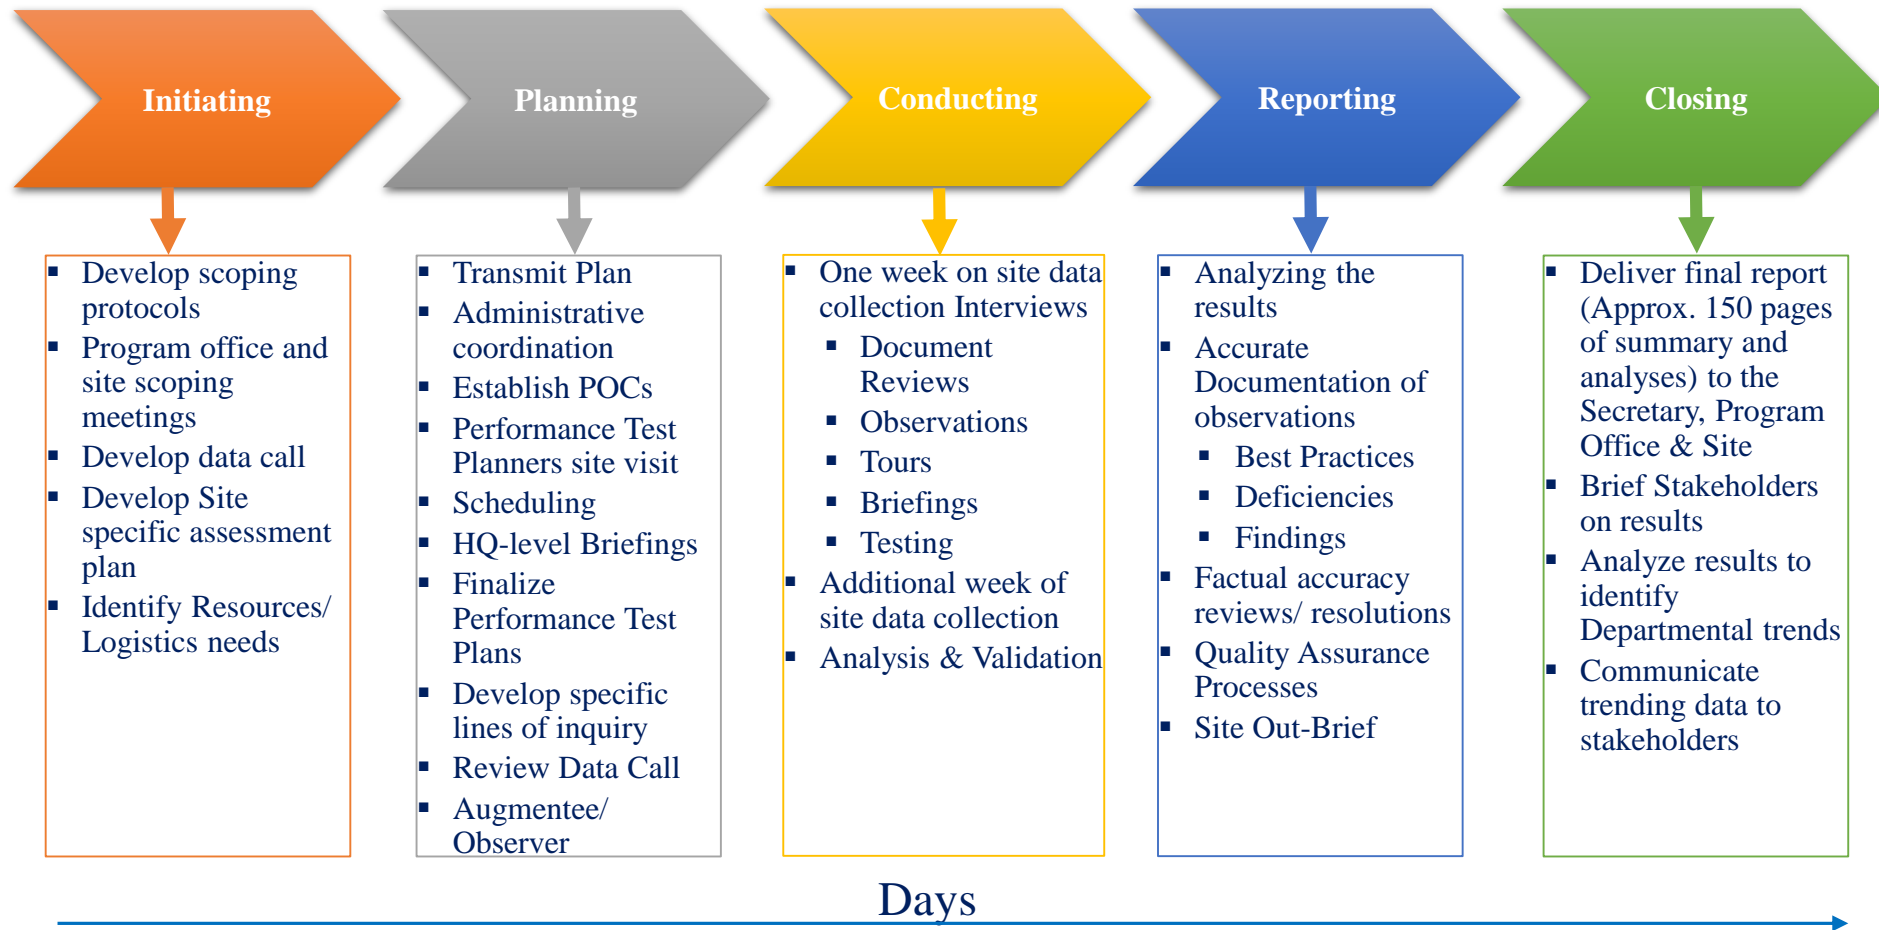 Initiating
Planning
Conducting
Reporting
Closing
▪ Develop scoping
protocols
▪ Program office and
site scoping
meetings
▪ Develop data call
▪ Develop Site
specific assessment
plan
▪ Identify Resources/
Logistics needs
▪ Transmit Plan
▪ Administrative
coordination
▪ Establish POCs
▪ Performance Test
Planners site visit
▪ Scheduling
▪ HQ-level Briefings
▪ Finalize
Performance Test
Plans
▪ Develop specific
lines of inquiry
▪ Review Data Call
▪ Augmentee/
Observer
▪ One week on site data
collection Interviews
▪ Document
Reviews
▪ Observations
▪ Tours
▪ Briefings
▪ Testing
▪ Additional week of
site data collection
▪ Analysis & Validation
▪ Analyzing the
results
▪ Accurate
Documentation of
observations
▪ Best Practices
▪ Deficiencies
▪ Findings
▪ Factual accuracy
reviews/ resolutions
▪ Quality Assurance
Processes
▪ Site Out-Brief
▪ Deliver final report
(Approx. 150 pages
of summary and
analyses) to the
Secretary, Program
Office & Site
▪ Brief Stakeholders
on results
▪ Analyze results to
identify
Departmental trends
▪ Communicate
trending data to
stakeholders
Days